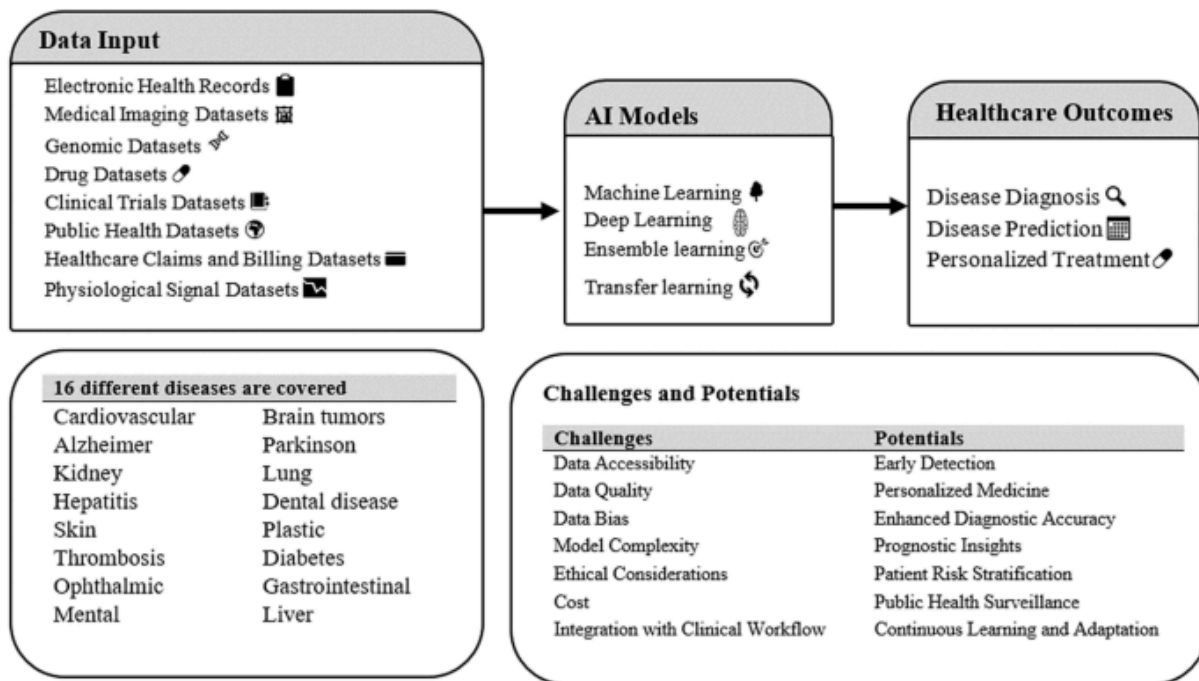 Data Input
Electronic Health Records
Medical Imaging Datasets
Genomic Datasets
Drug Datasets
Clinical Trials Datasets
Public Health Datasets
Healthcare Claims and Billing Datasets
Physiological Signal Datasets
AI Models
Machine Learning
Deep Learning
Ensemble learning
Transfer learning
Healthcare Outcomes
Disease Diagnosis
Disease Prediction
Personalized Treatment
16 different diseases are covered
Cardiovascular Brain tumors
Alzheimer Parkinson
Kidney Lung
Hepatitis Dental disease
Skin Plastic
Thrombosis Diabetes
Ophthalmic Gastrointestinal
Mental Liver
Challenges and Potentials
Challenges Potentials
Data Accessibility Early Detection
Data Quality Personalized Medicine
Data Bias Enhanced Diagnostic Accuracy
Model Complexity Prognostic Insights
Ethical Considerations Patient Risk Stratification
Cost Public Health Surveillance
Integration with Clinical Workflow Continuous Learning and Adaptation